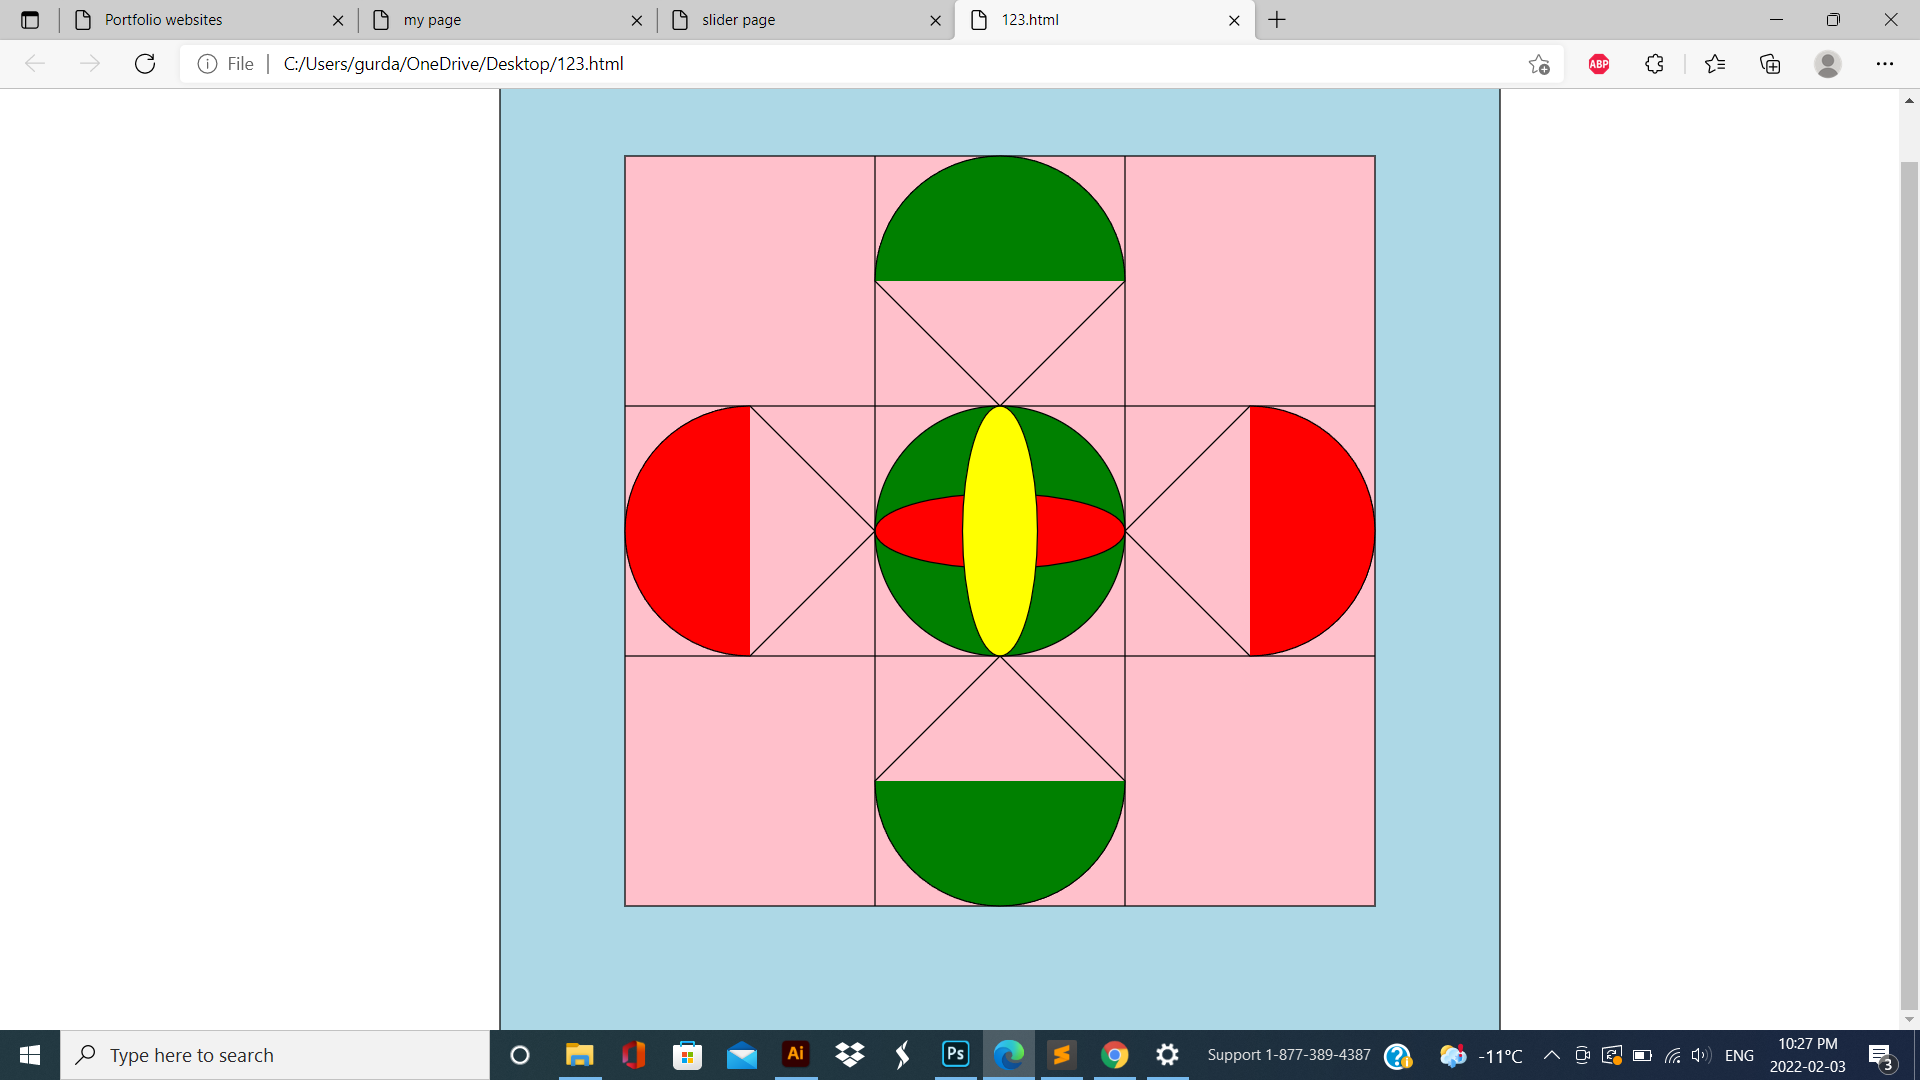 Portfolio websites
my page
slider page
123.html
File
C:/Users/gurda/OneDrive/Desktop/123.html
ABP
Type here to search
Ai
Ps
Support 1-877-389-4387
-11°C
ENG
10:27 PM
2022-02-03
3